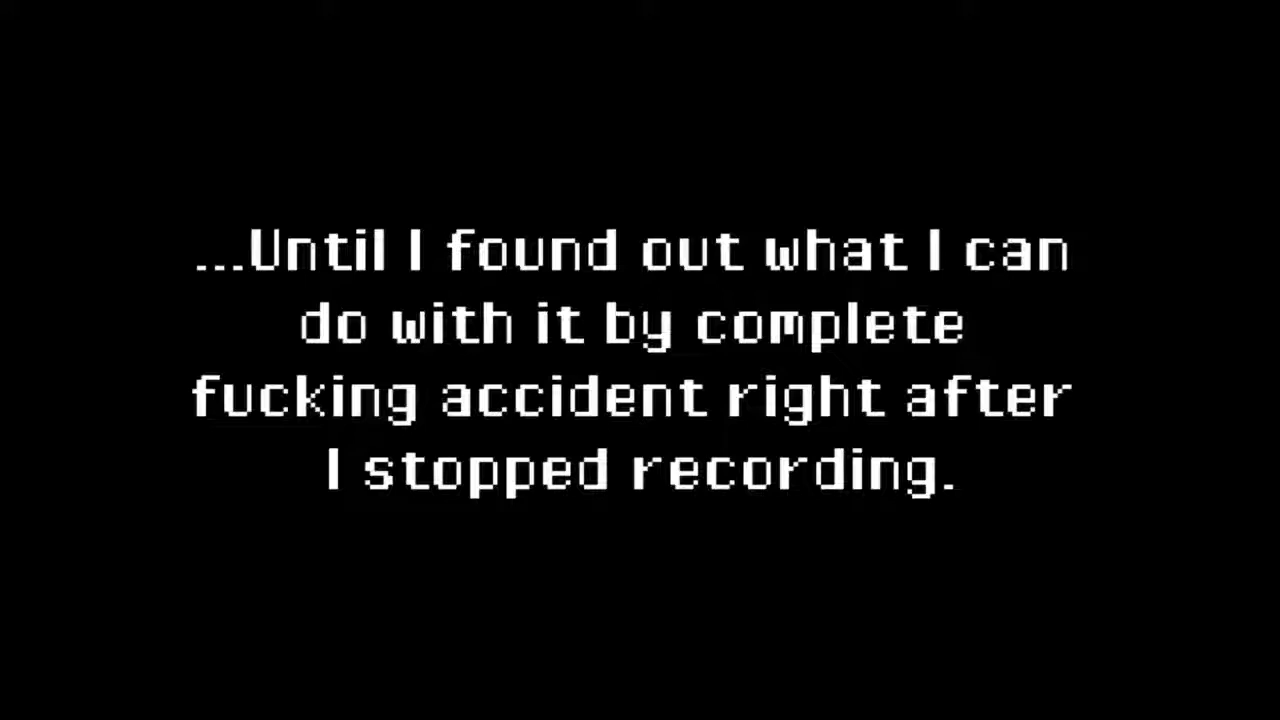 ...Until I found out what I can
do with it by complete
fucking accident right after
I stopped recording.